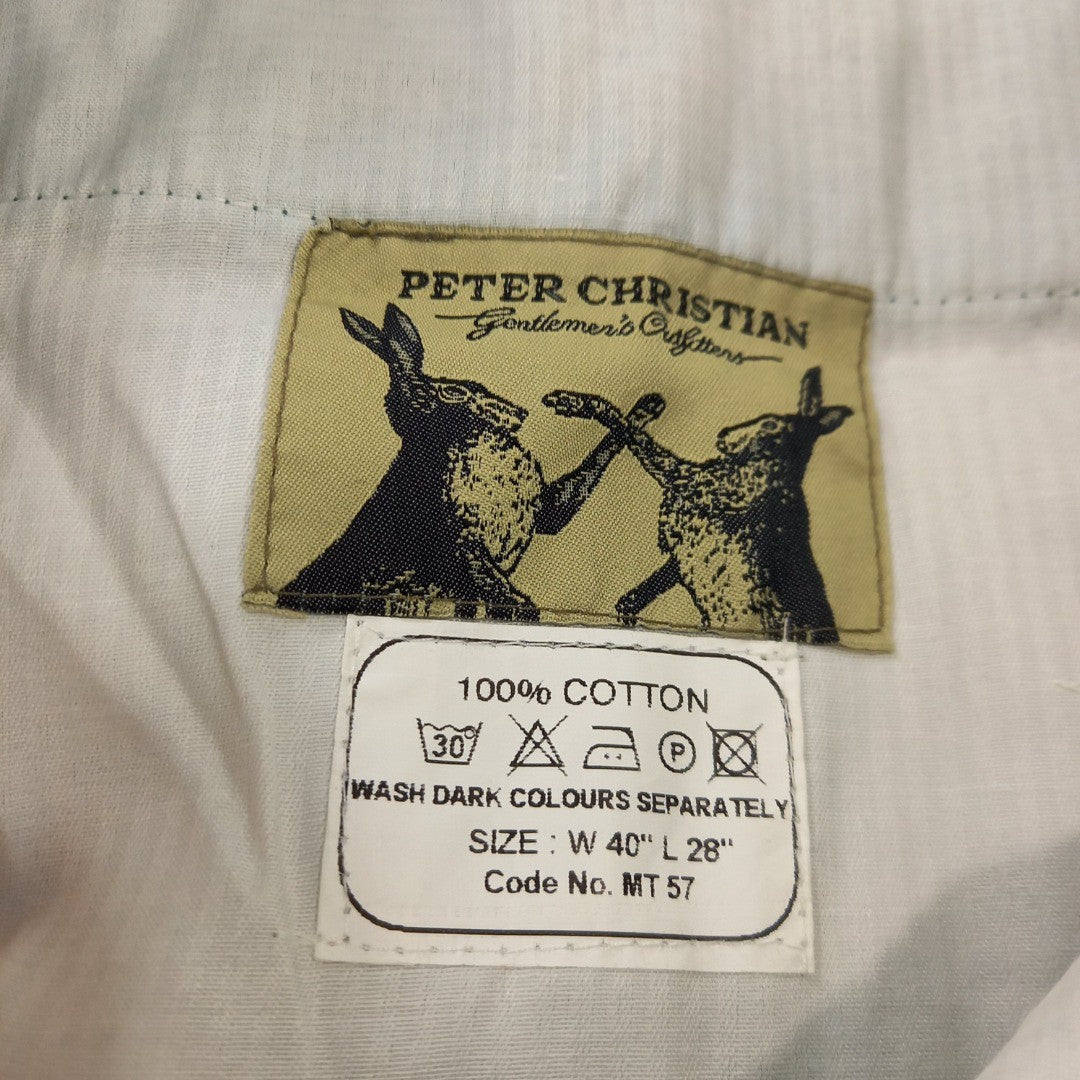 PETER CHRISTIAN
Gentlemen's Outfitters
100% COTTON
30° P
WASH DARK COLOURS SEPARATELY
SIZE : W 40" L 28"
Code No. MT 57